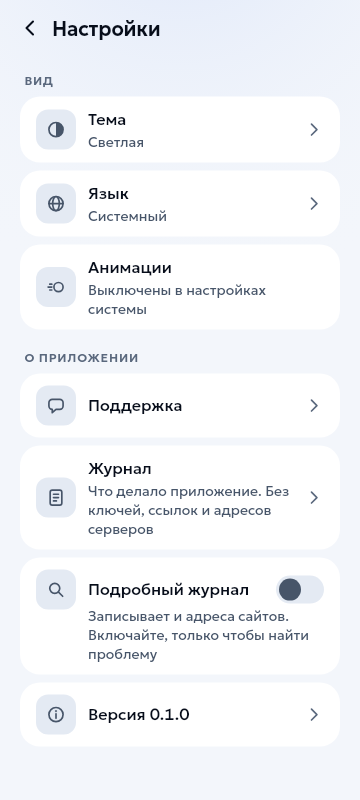 Настройки
ВИД
Тема
Светлая
Язык
Системный
Анимации
Выключены в настройках
системы
О ПРИЛОЖЕНИИ
Поддержка
Журнал
Что делало приложение. Без
ключей, ссылок и адресов
серверов
Подробный журнал
Записывает и адреса сайтов.
Включайте, только чтобы найти
проблему
Версия 0.1.0